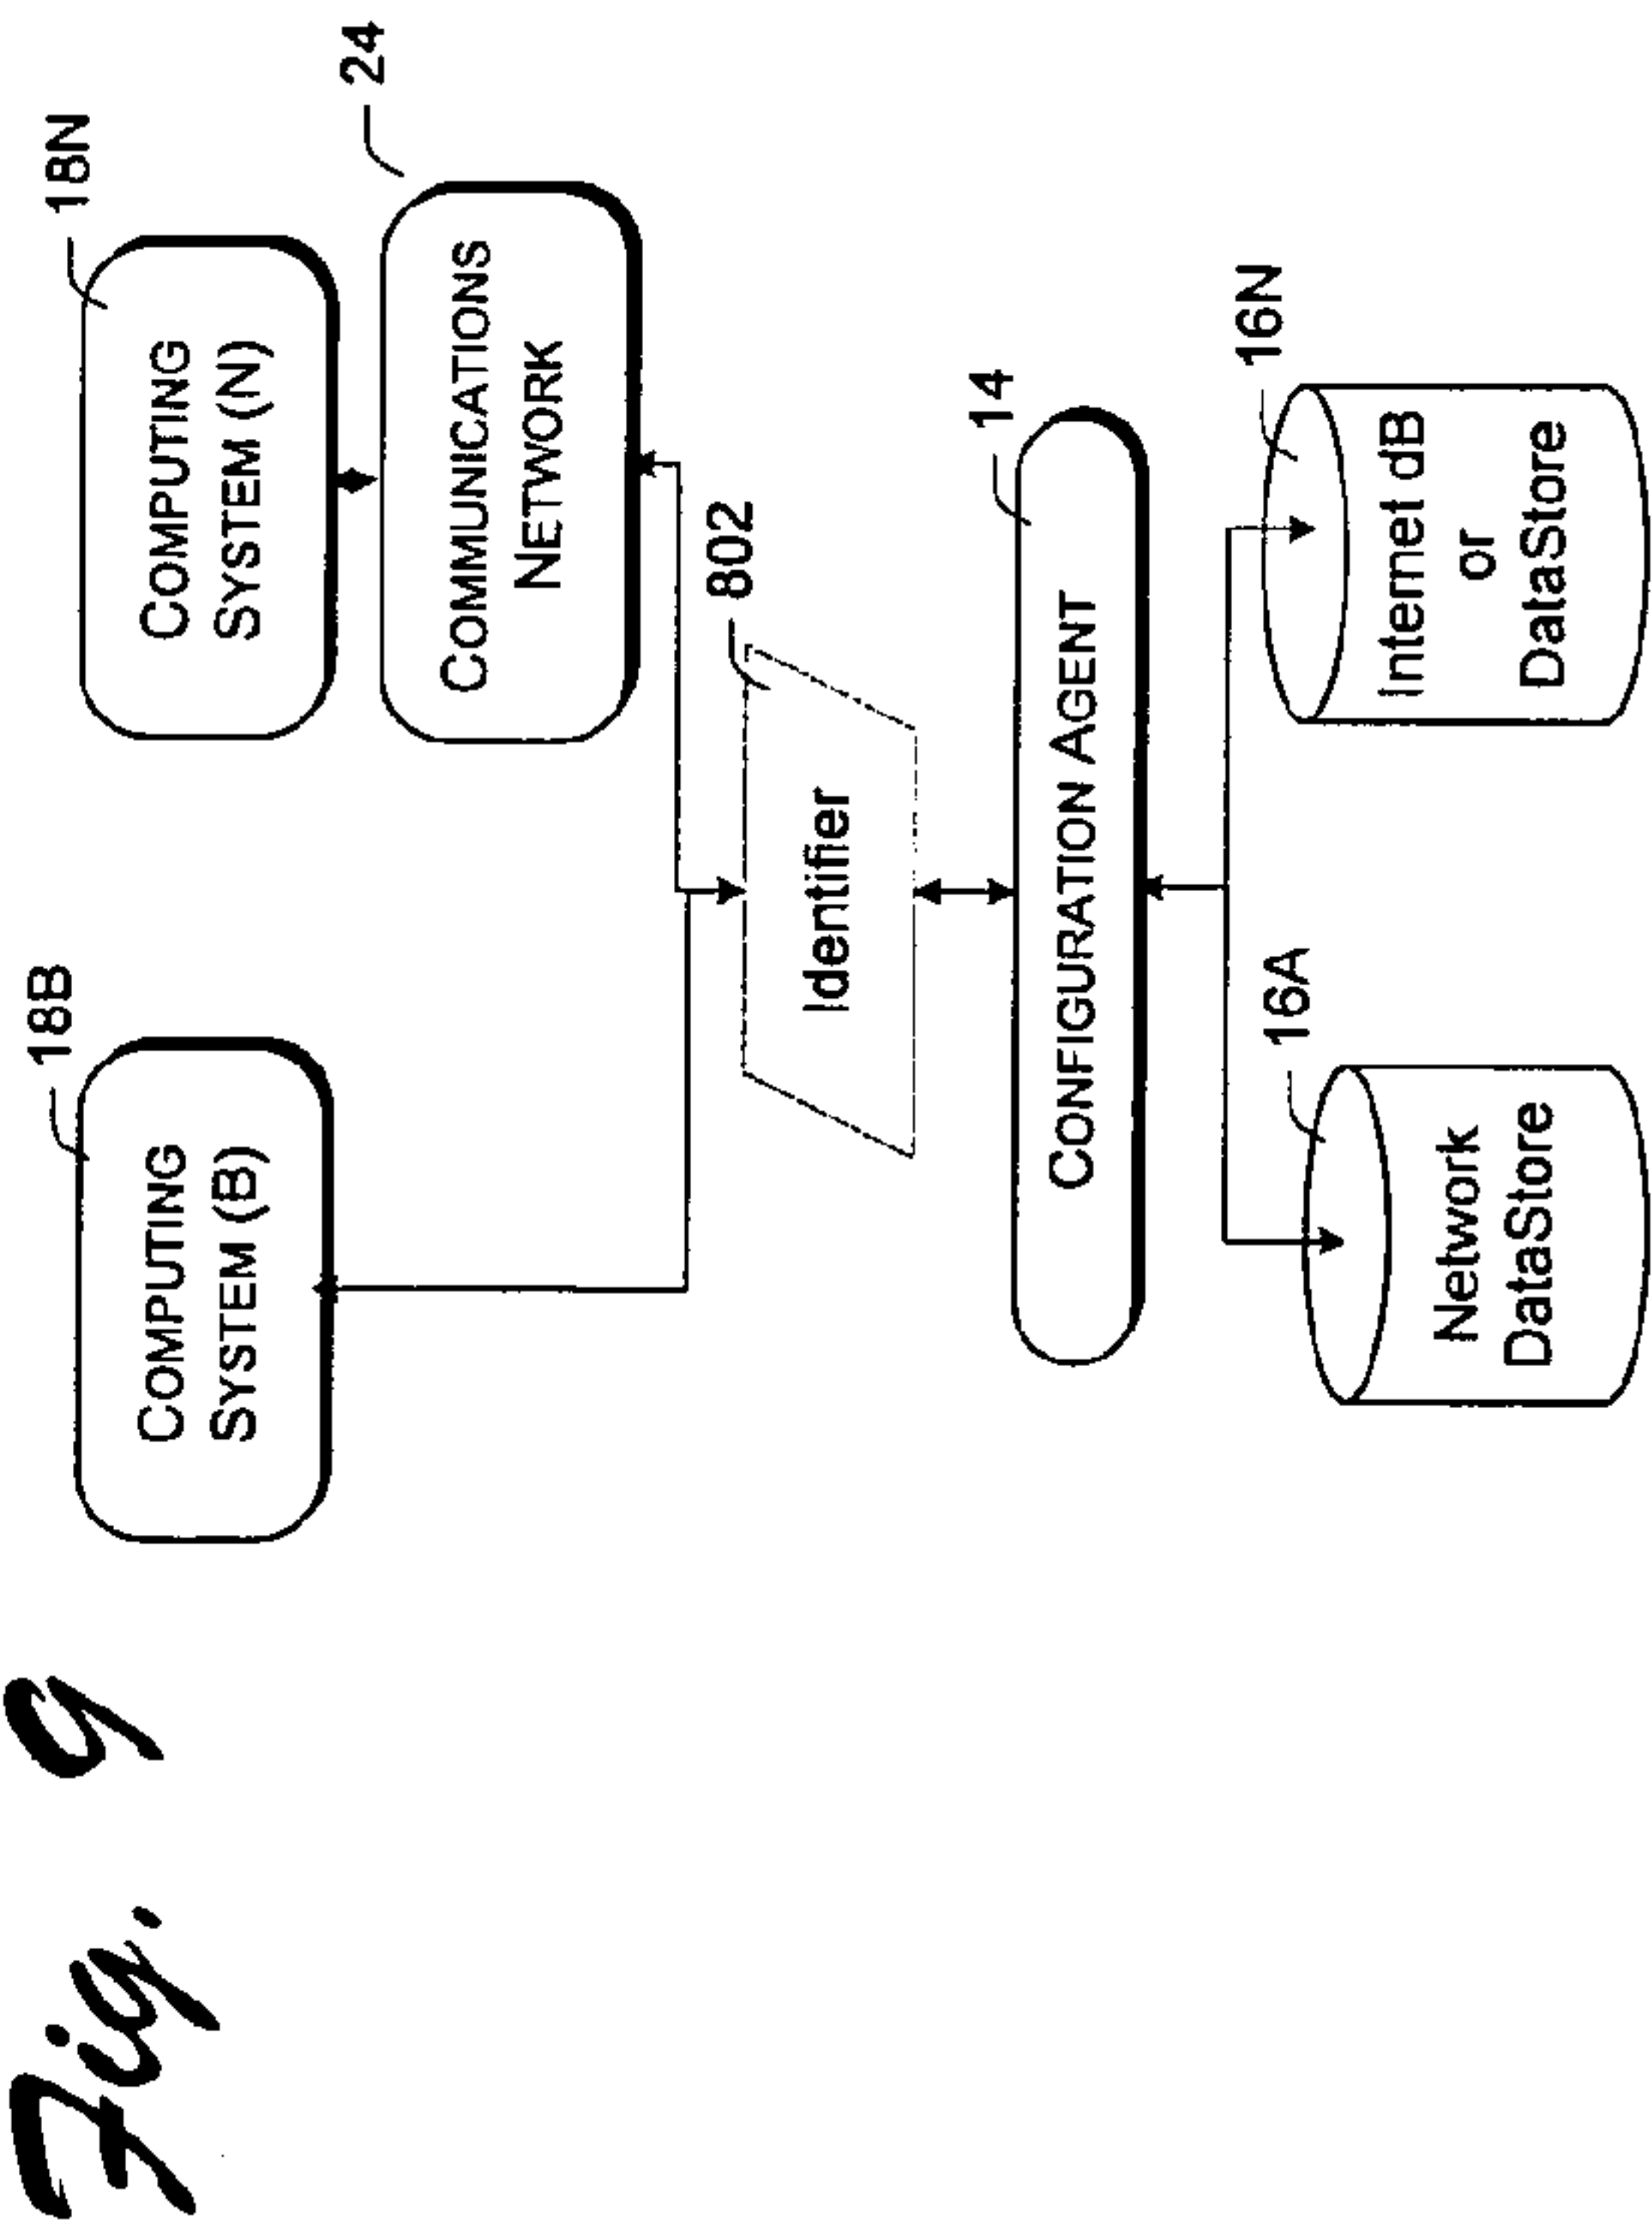 Fig. 9
18B
COMPUTING
SYSTEM (B)
18N
COMPUTING
SYSTEM (N)
24
COMMUNICATIONS
NETWORK
802
Identifier
14
CONFIGURATION AGENT
16A
Network
DataStore
16N
Internet dB
or
DataStore